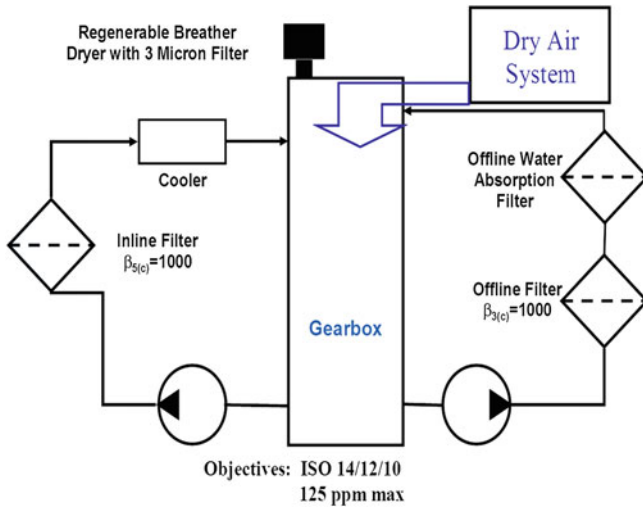 Regenerable Breather
Dryer with 3 Micron Filter
Dry Air
System
Cooler
Inline Filter
β5(c)=1000
Gearbox
Offline Water
Absorption
Filter
Offline Filter
β3(c)=1000
Objectives: ISO 14/12/10
125 ppm max